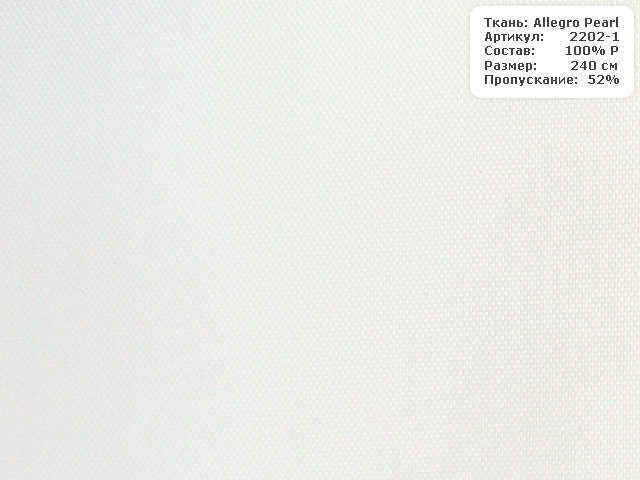 Ткань: Allegro Pearl
Артикул: 2202-1
Состав: 100% P
Размер: 240 см
Пропускание: 52%